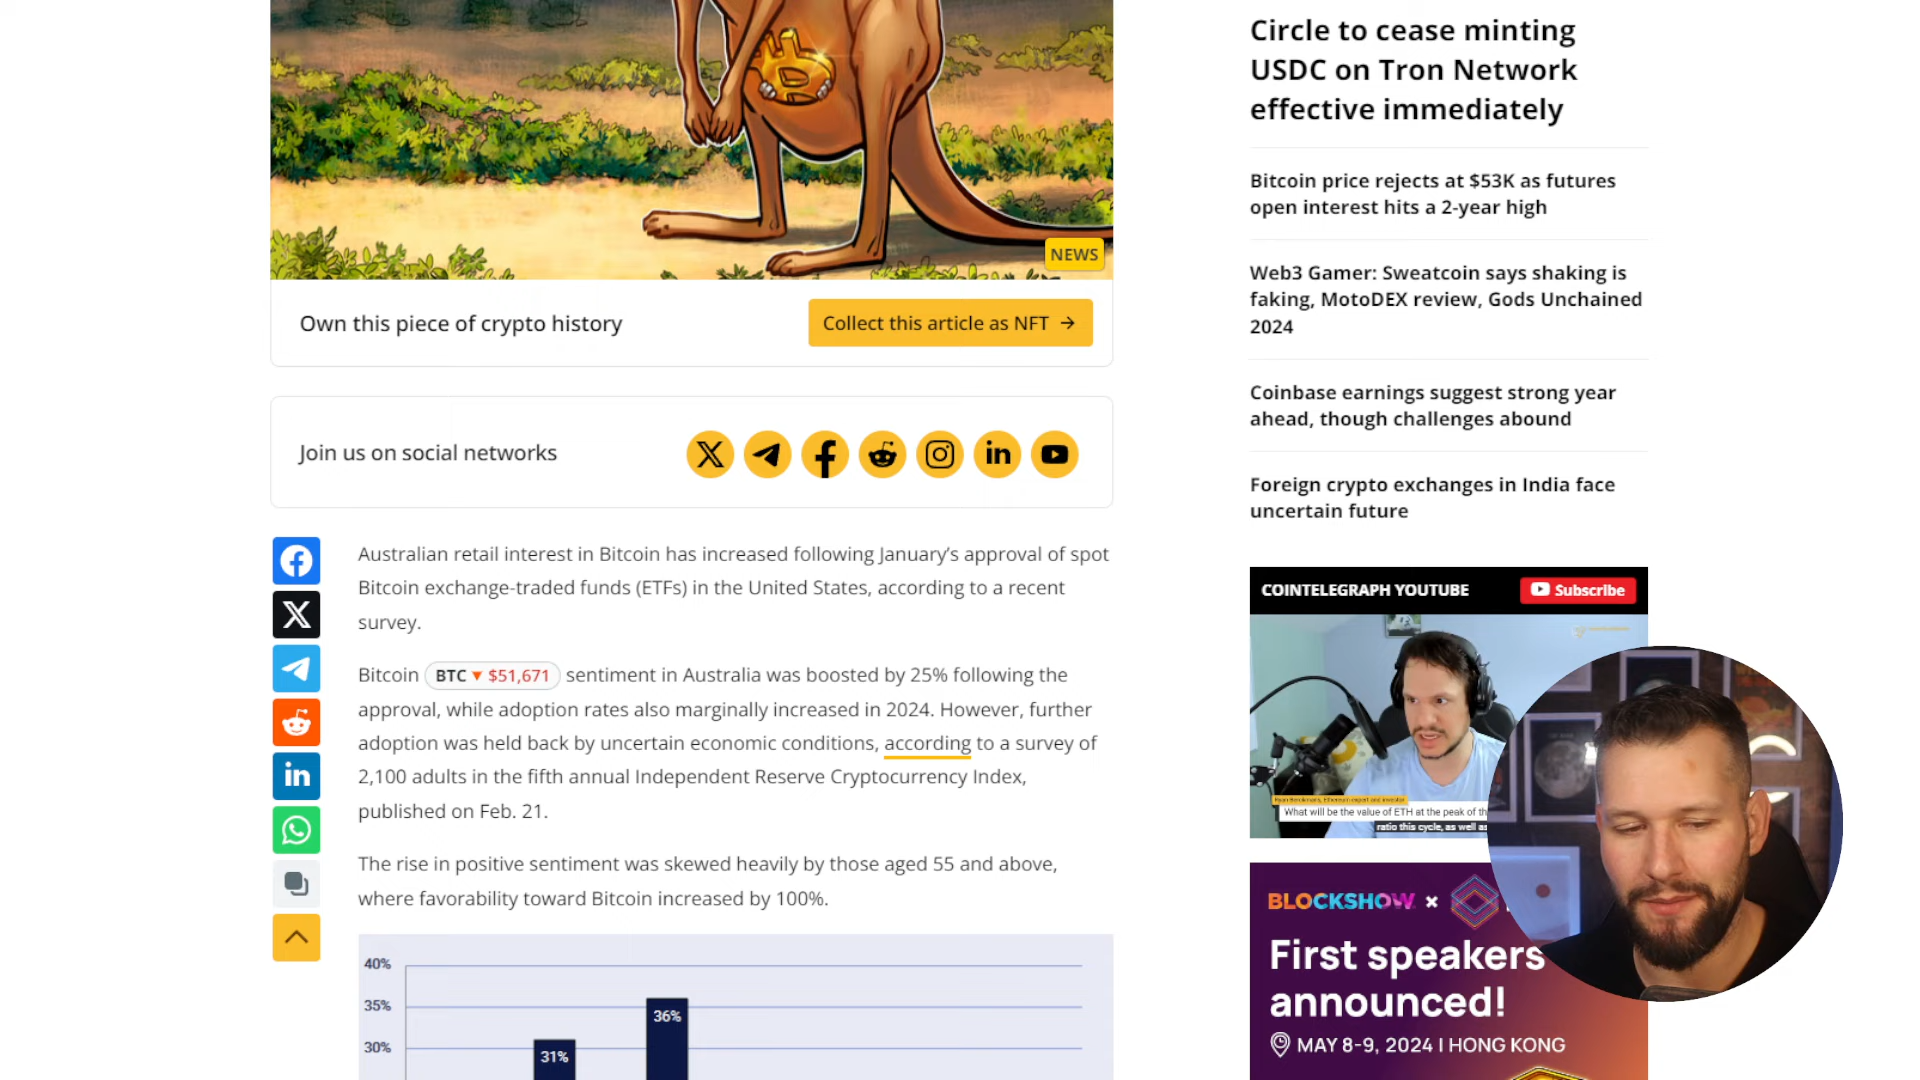 NEWS
Own this piece of crypto history
Collect this article as NFT →
Join us on social networks
Australian retail interest in Bitcoin has increased following January's approval of spot
Bitcoin exchange-traded funds (ETFs) in the United States, according to a recent
survey.
Bitcoin BTC ▼ $51,671 sentiment in Australia was boosted by 25% following the
approval, while adoption rates also marginally increased in 2024. However, further
adoption was held back by uncertain economic conditions, according to a survey of
2,100 adults in the fifth annual Independent Reserve Cryptocurrency Index,
published on Feb. 21.
The rise in positive sentiment was skewed heavily by those aged 55 and above,
where favorability toward Bitcoin increased by 100%.
40%
35%
36%
30%
31%
Circle to cease minting
USDC on Tron Network
effective immediately
Bitcoin price rejects at $53K as futures
open interest hits a 2-year high
Web3 Gamer: Sweatcoin says shaking is
faking, MotoDEX review, Gods Unchained
2024
Coinbase earnings suggest strong year
ahead, though challenges abound
Foreign crypto exchanges in India face
uncertain future
COINTELEGRAPH YOUTUBE
Subscribe
Ryan Berckmans, Ethereum expert and investor
What will be the value of ETH at the peak of th
ratio this cycle, as well as
BLOCKSHOW ×
First speakers
announced!
MAY 8-9, 2024 | HONG KONG